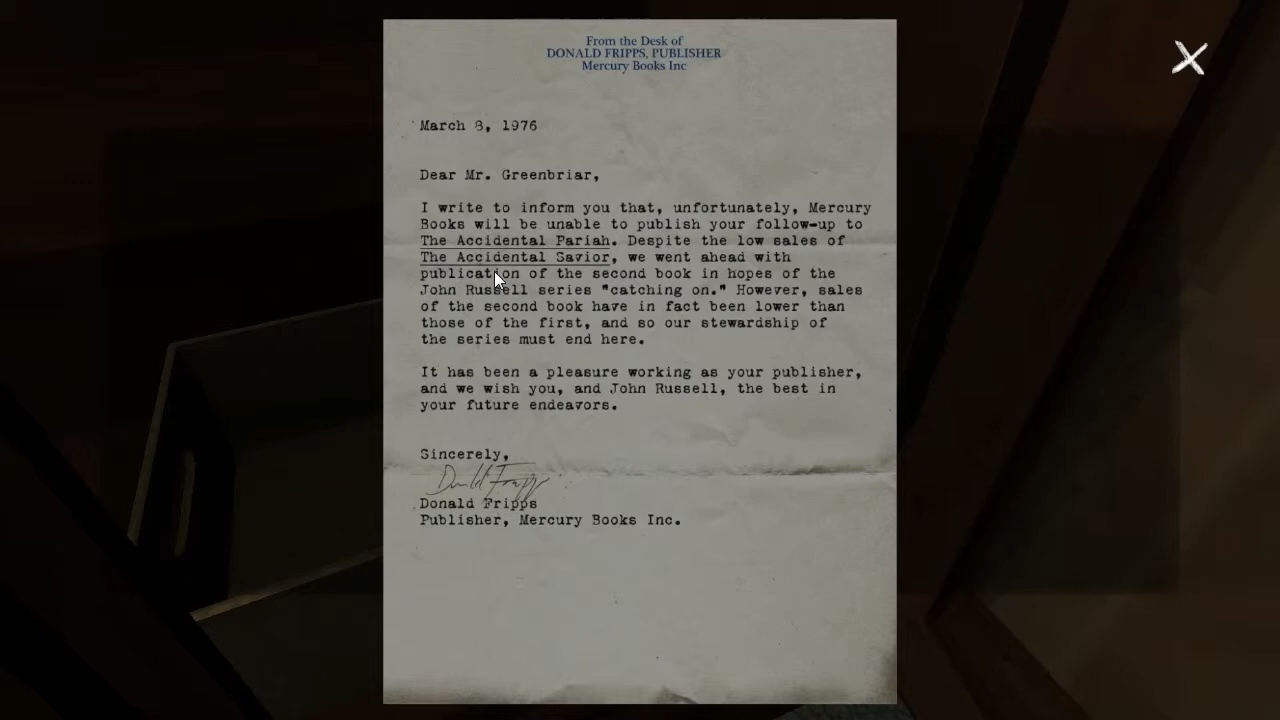 From the Desk of
DONALD FRIPPS, PUBLISHER
Mercury Books Inc
March 8, 1976
Dear Mr. Greenbriar,
I write to inform you that, unfortunately, Mercury
Books will be unable to publish your follow-up to
The Accidental Pariah. Despite the low sales of
The Accidental Savior, we went ahead with
publication of the second book in hopes of the
John Russell series "catching on." However, sales
of the second book have in fact been lower than
those of the first, and so our stewardship of
the series must end here.
It has been a pleasure working as your publisher,
and we wish you, and John Russell, the best in
your future endeavors.
Sincerely,
Donald Fripps
Donald Fripps
Publisher, Mercury Books Inc.